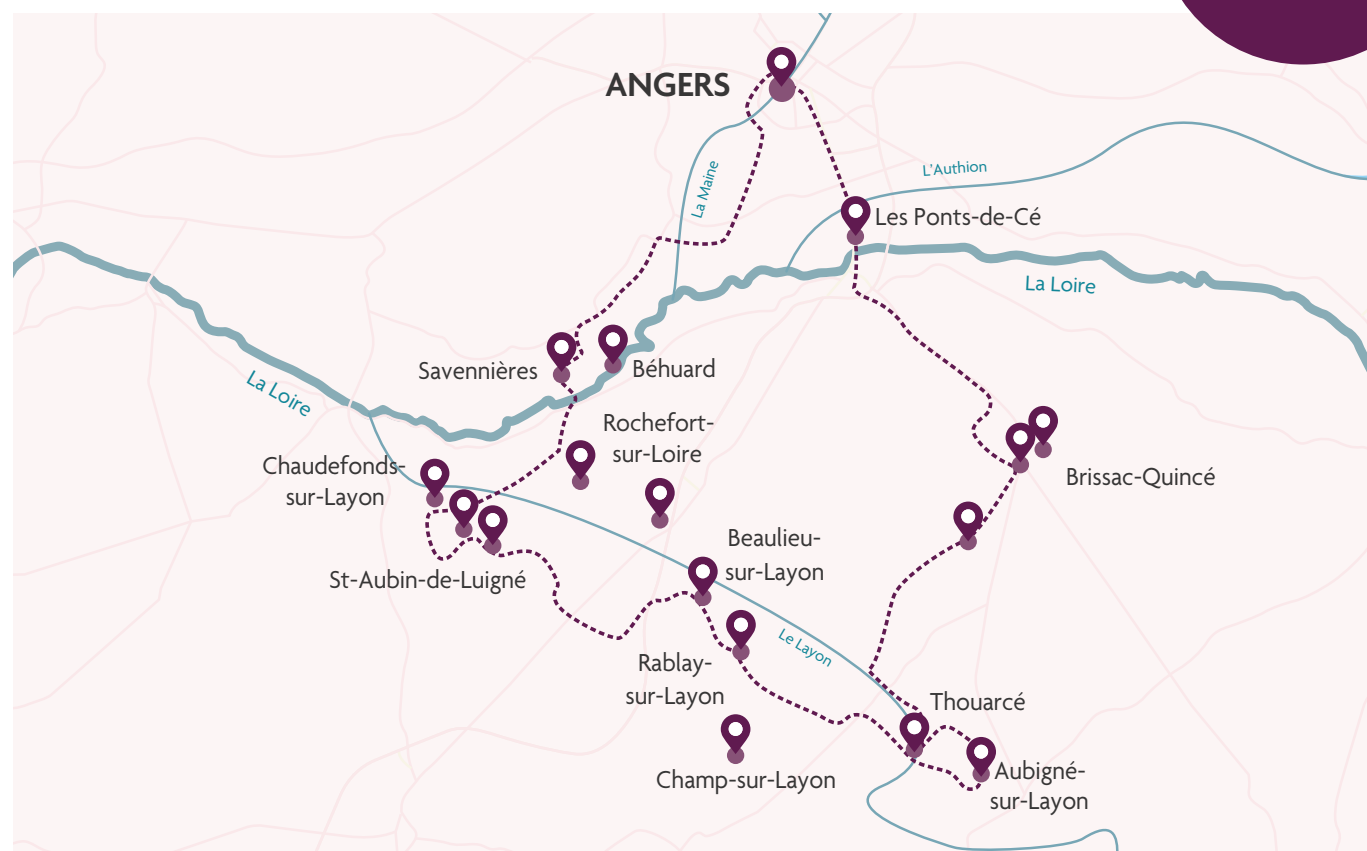 ANGERS
L'Authion
La Maine
Les Ponts-de-Cé
La Loire
Savennières
Béhuard
La Loire
Rochefort-
sur-Loire
Chaudefonds-
sur-Layon
Brissac-Quincé
Beaulieu-
sur-Layon
St-Aubin-de-Luigné
Le Layon
Rablay-
sur-Layon
Thouarcé
Champ-sur-Layon
Aubigné-
sur-Layon